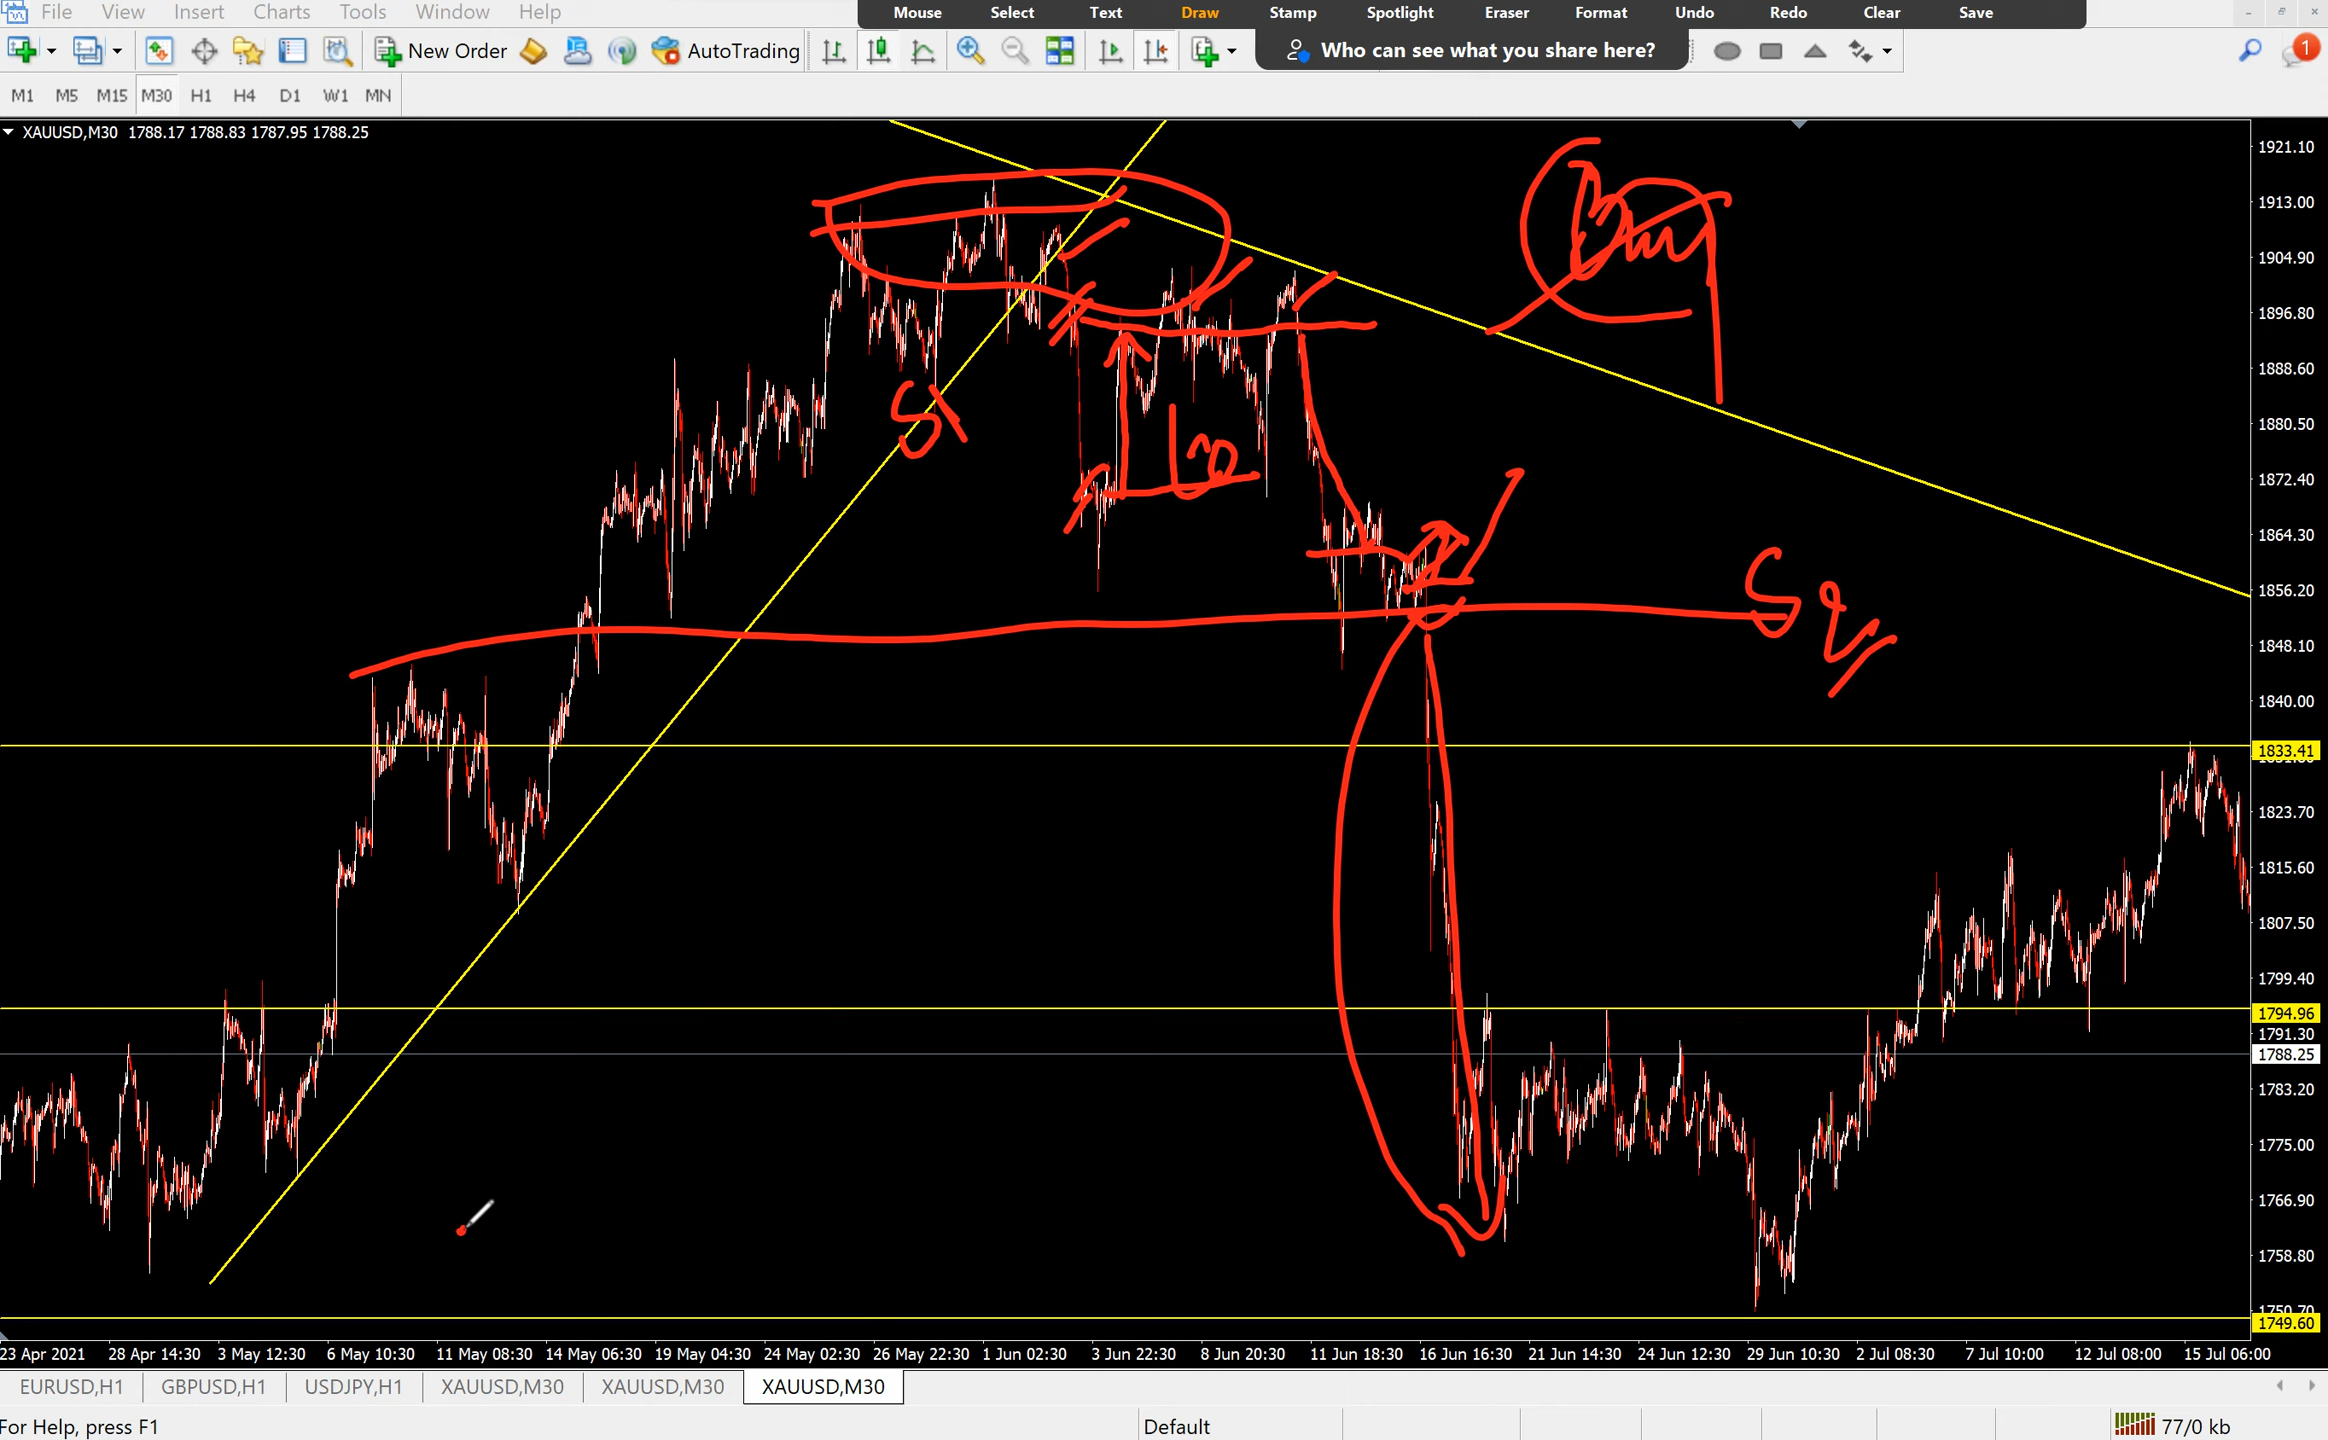 File View Insert Charts Tools Window Help
Mouse Select Text Draw Stamp Spotlight Eraser Format Undo Redo Clear Save
New Order AutoTrading Who can see what you share here? 1
M1 M5 M15 M30 H1 H4 D1 W1 MN
XAUUSD,M30 1788.17 1788.83 1787.95 1788.25
1921.10
1913.00
1904.90
1896.80
1888.60
1880.50
1872.40
1864.30
1856.20
1848.10
1840.00
1833.41
1823.70
1815.60
1807.50
1799.40
1794.96
1791.30
1788.25
1783.20
1775.00
1766.90
1758.80
1750.70
1749.60
S1
23 Apr 2021 28 Apr 14:30 3 May 12:30 6 May 10:30 11 May 08:30 14 May 06:30 19 May 04:30 24 May 02:30 26 May 22:30 1 Jun 02:30 3 Jun 22:30 8 Jun 20:30 11 Jun 18:30 16 Jun 16:30 21 Jun 14:30 24 Jun 12:30 29 Jun 10:30 2 Jul 08:30 7 Jul 10:00 12 Jul 08:00 15 Jul 06:00
EURUSD,H1 GBPUSD,H1 USDJPY,H1 XAUUSD,M30 XAUUSD,M30 XAUUSD,M30
For Help, press F1 Default 77/0 kb